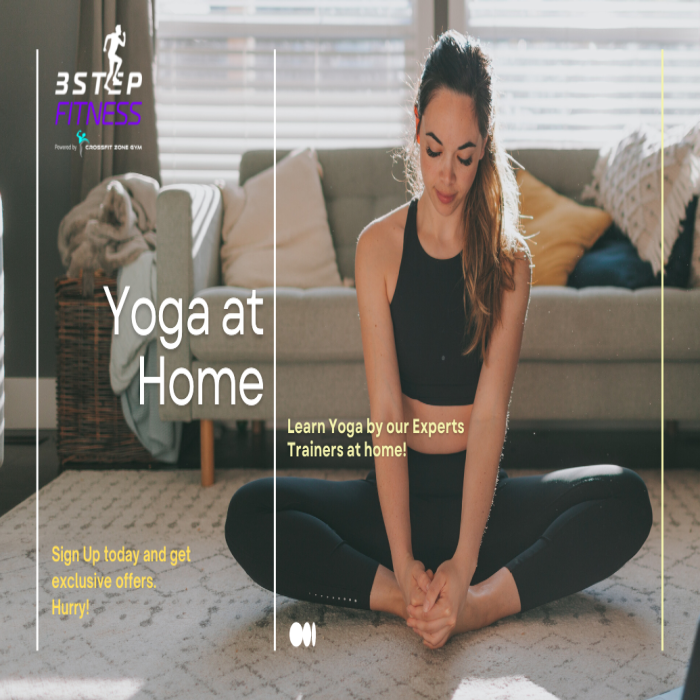 3STEP
FITNESS
Powered by CROSSFIT ZONE GYM
Yoga at
Home
Learn Yoga by our Experts
Trainers at home!
Sign Up today and get
exclusive offers.
Hurry!